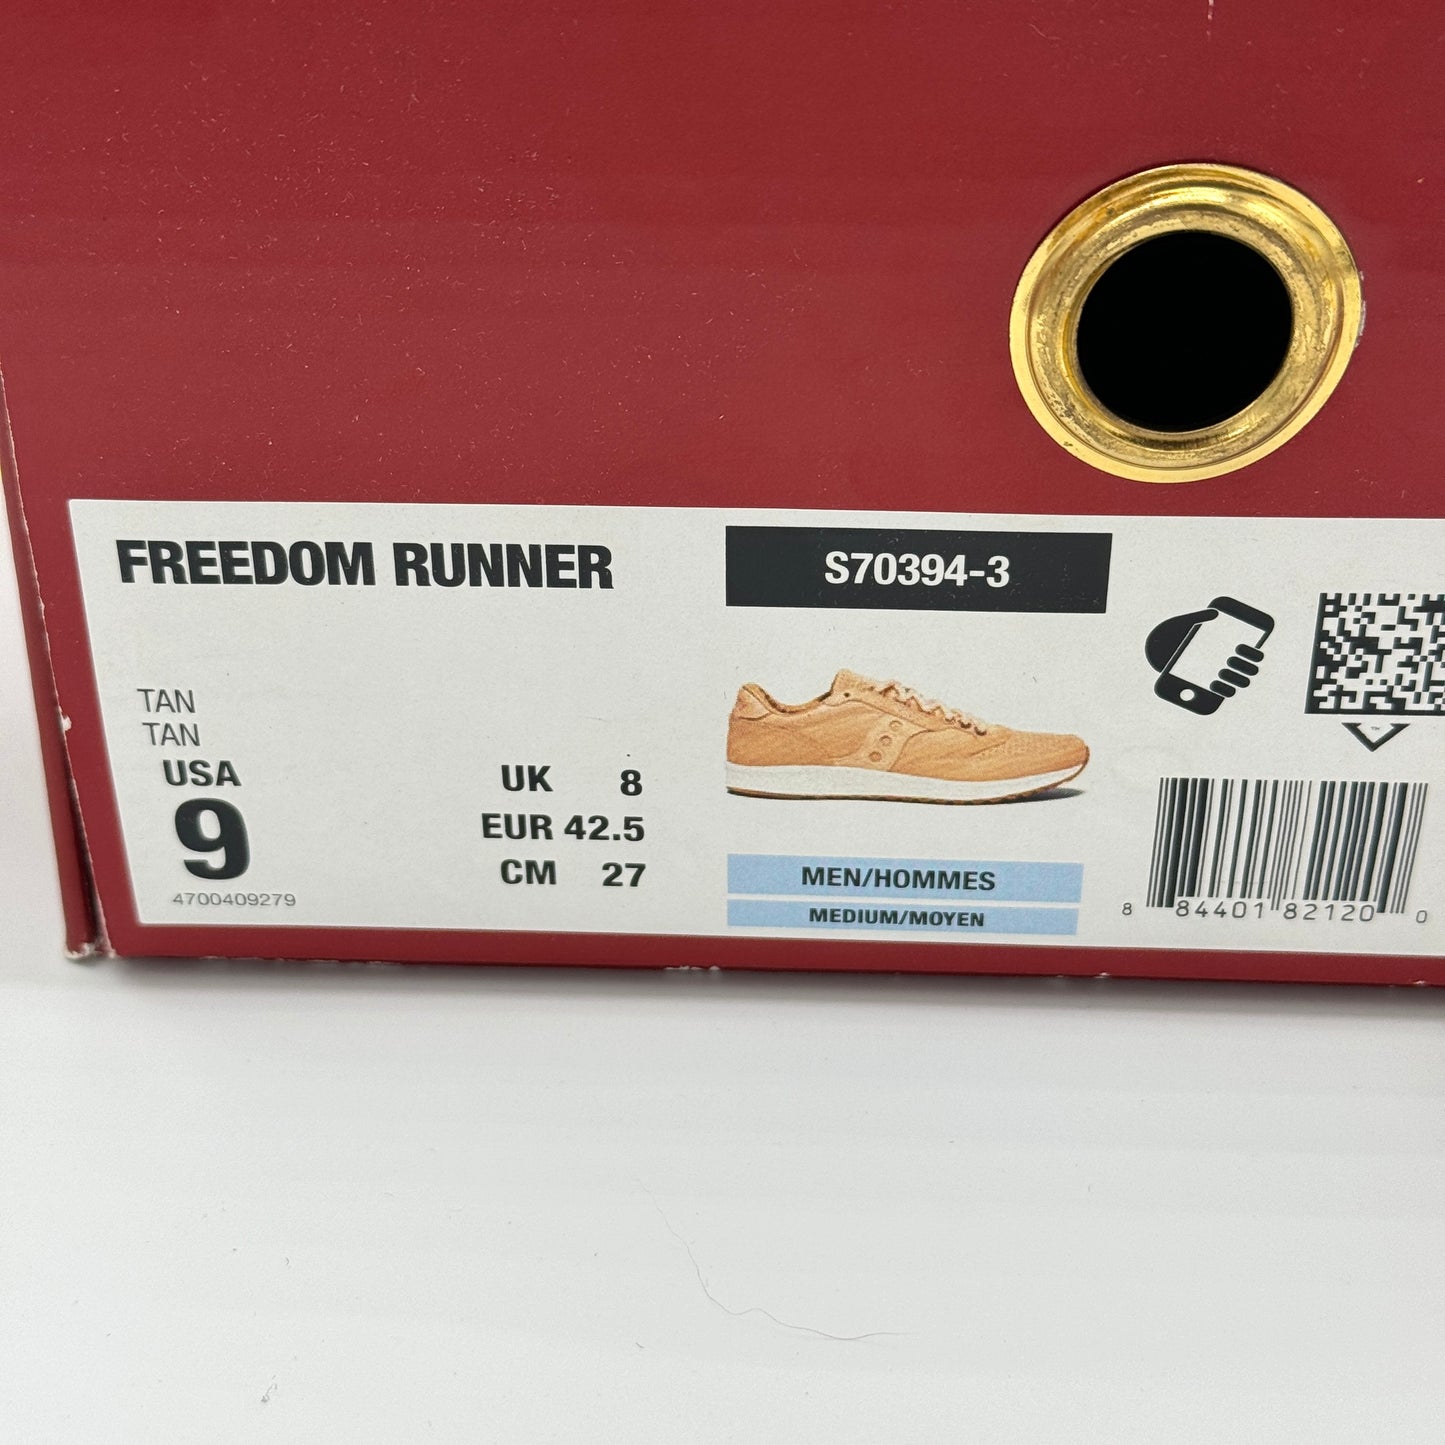 FREEDOM RUNNER
S70394-3
TAN
TAN
USA
9
4700409279
UK 8
EUR 42.5
CM 27
MEN/HOMMES
MEDIUM/MOYEN
8 84401 82120 0